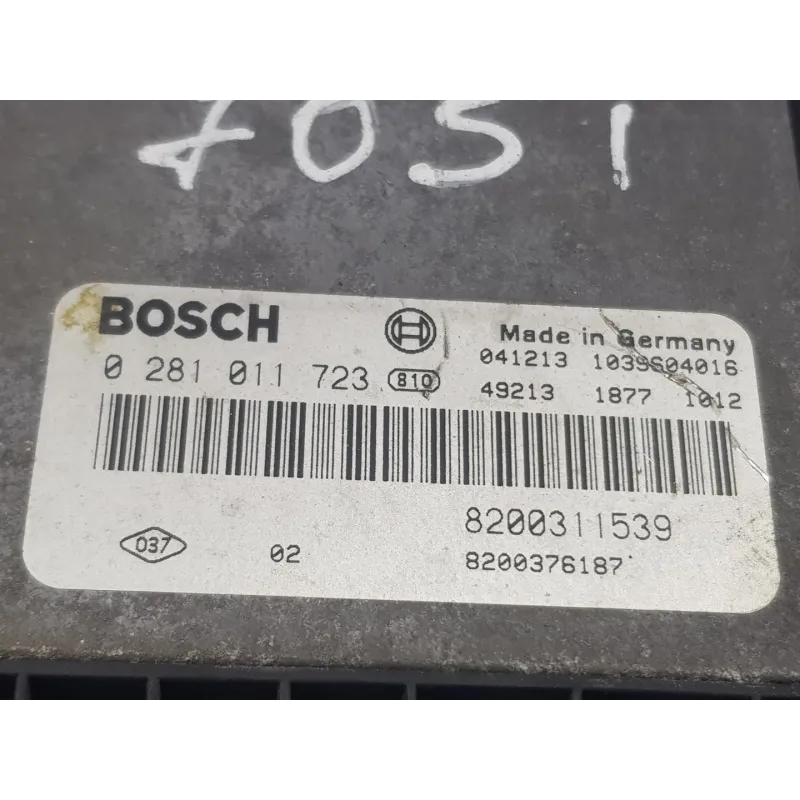 7051
BOSCH
Made in Germany
041213 1039S04016
0 281 011 723 810
49213 1877 1012
8200311539
037 02
8200376187